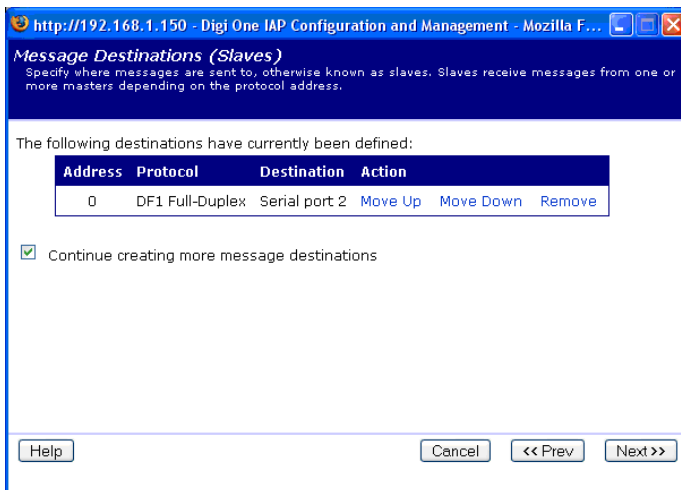 http://192.168.1.150 - Digi One IAP Configuration and Management - Mozilla F...
Message Destinations (Slaves)
Specify where messages are sent to, otherwise known as slaves. Slaves receive messages from one or
more masters depending on the protocol address.
The following destinations have currently been defined:
Address Protocol Destination Action
0 DF1 Full-Duplex Serial port 2 Move Up Move Down Remove
Continue creating more message destinations
Help Cancel << Prev Next >>